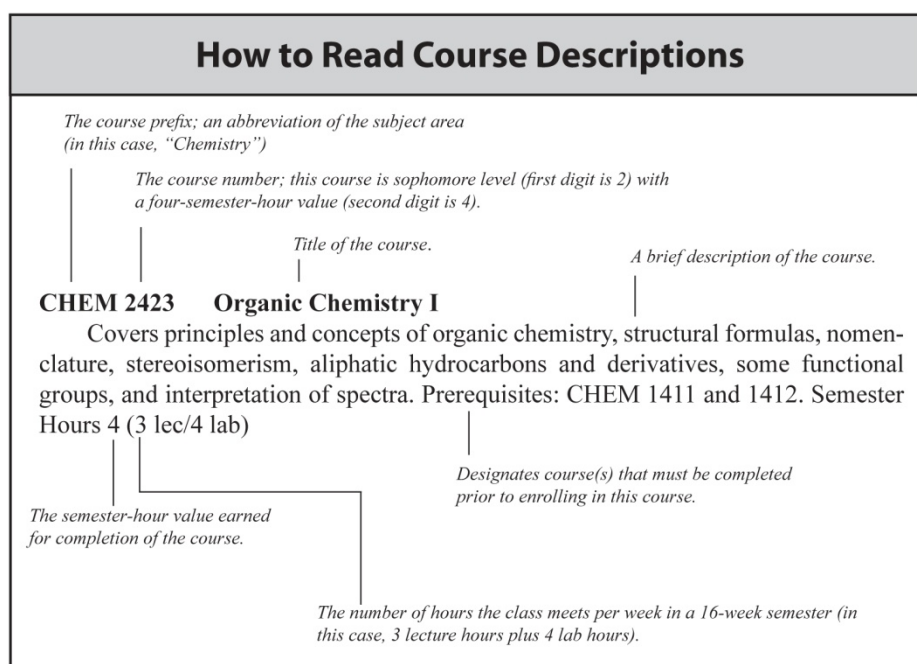 How to Read Course Descriptions
The course prefix; an abbreviation of the subject area
(in this case, “Chemistry”)
The course number; this course is sophomore level (first digit is 2) with
a four-semester-hour value (second digit is 4).
Title of the course.
A brief description of the course.
CHEM 2423 Organic Chemistry I
Covers principles and concepts of organic chemistry, structural formulas, nomen-
clature, stereoisomerism, aliphatic hydrocarbons and derivatives, some functional
groups, and interpretation of spectra. Prerequisites: CHEM 1411 and 1412. Semester
Hours 4 (3 lec/4 lab)
Designates course(s) that must be completed
prior to enrolling in this course.
The semester-hour value earned
for completion of the course.
The number of hours the class meets per week in a 16-week semester (in
this case, 3 lecture hours plus 4 lab hours).